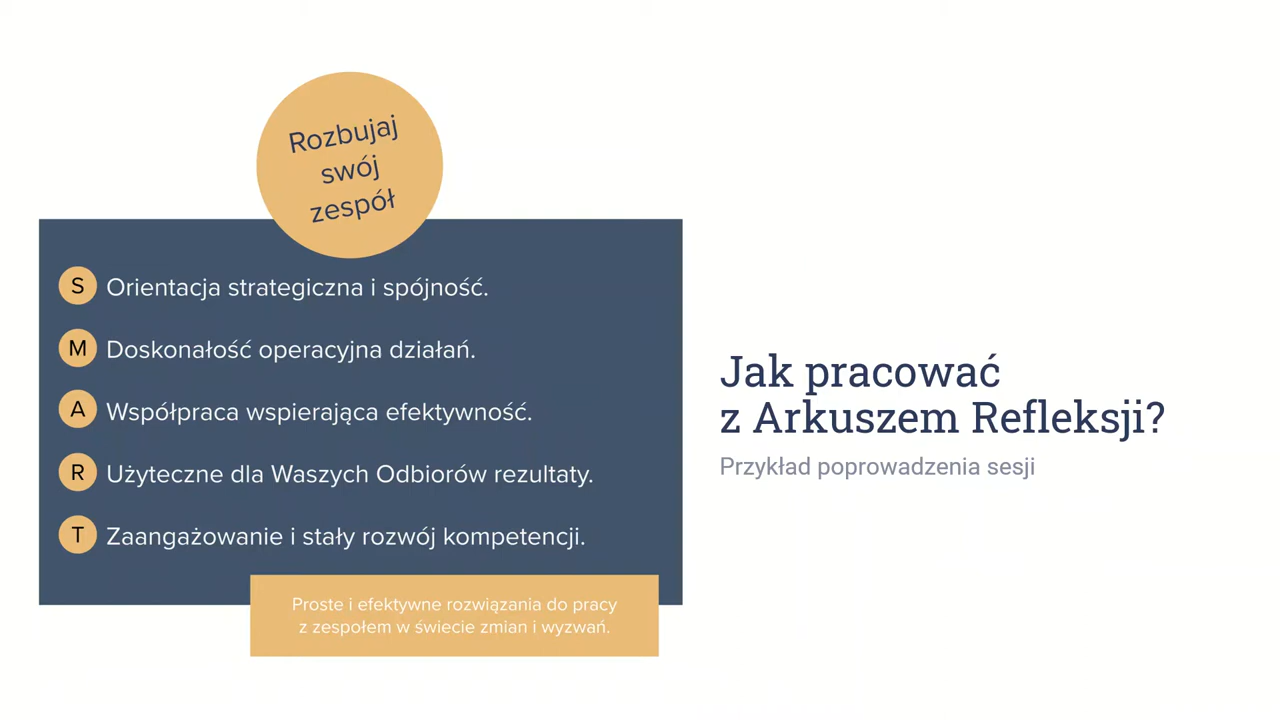 Rozbujaj
swój
zespół
S Orientacja strategiczna i spójność.
M Doskonałość operacyjna działań.
A Współpraca wspierająca efektywność.
R Użyteczne dla Waszych Odbiorów rezultaty.
T Zaangażowanie i stały rozwój kompetencji.
Proste i efektywne rozwiązania do pracy
z zespołem w świecie zmian i wyzwań.
Jak pracować
z Arkuszem Refleksji?
Przykład poprowadzenia sesji